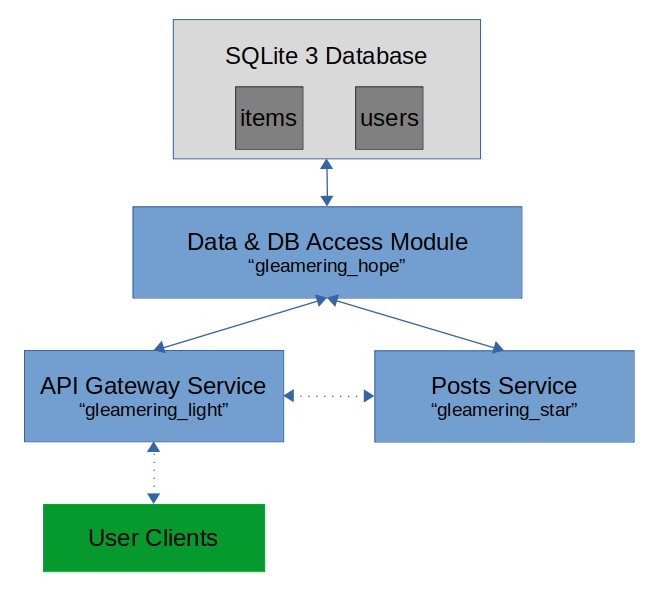 SQLite 3 Database
items users
Data & DB Access Module
“gleamering_hope”
API Gateway Service
“gleamering_light”
Posts Service
“gleamering_star”
User Clients